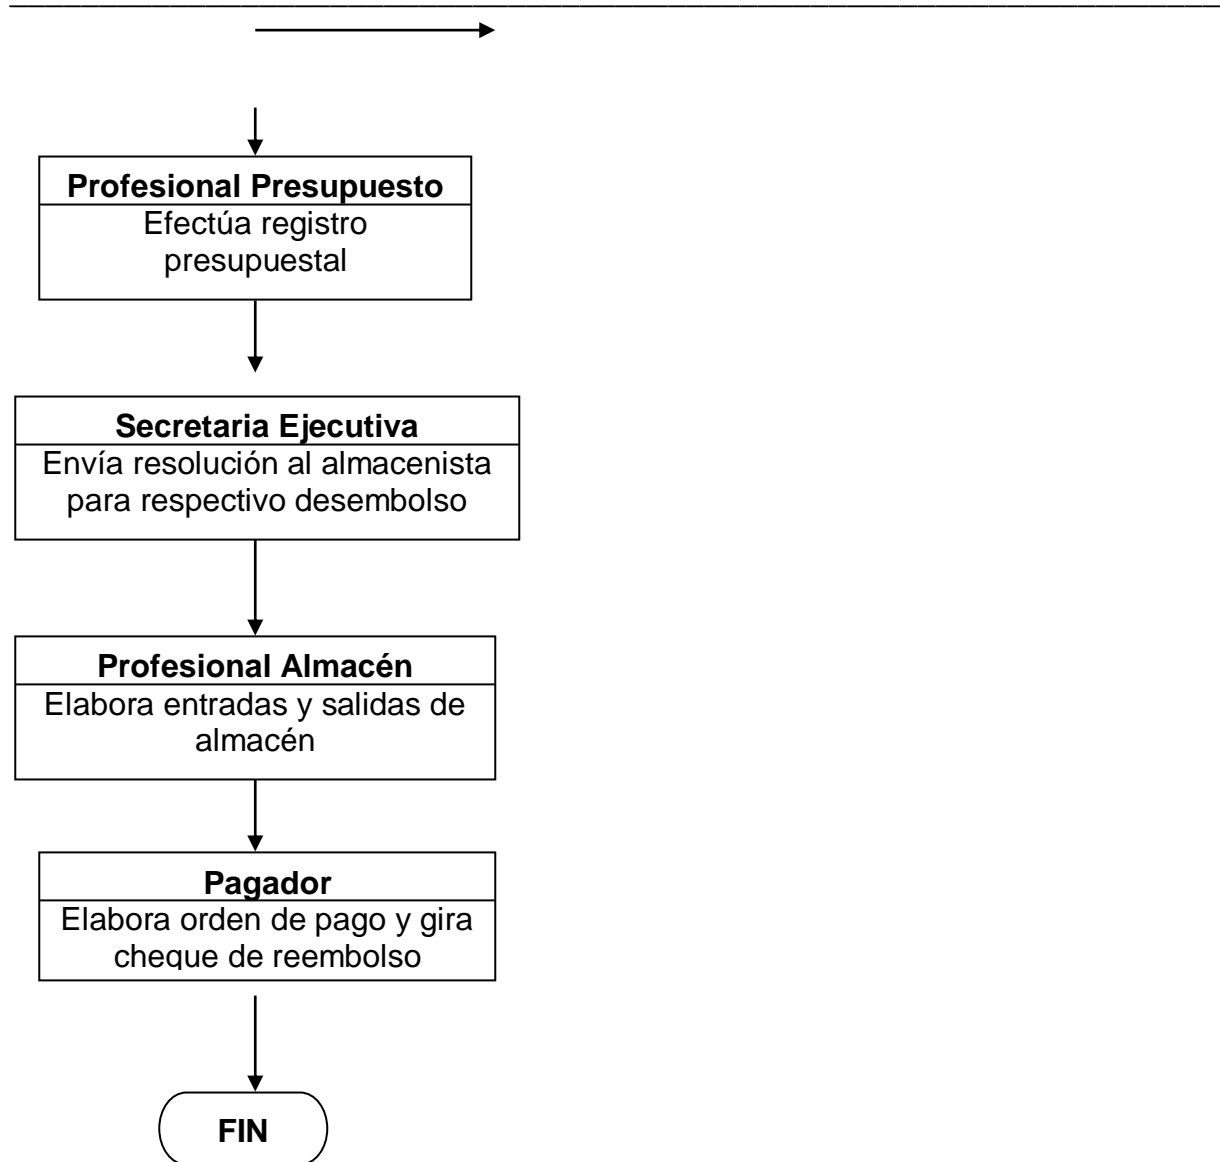 Profesional Presupuesto
Efectúa registro
presupuestal
Secretaria Ejecutiva
Envía resolución al almacenista
para respectivo desembolso
Profesional Almacén
Elabora entradas y salidas de
almacén
Pagador
Elabora orden de pago y gira
cheque de reembolso
FIN